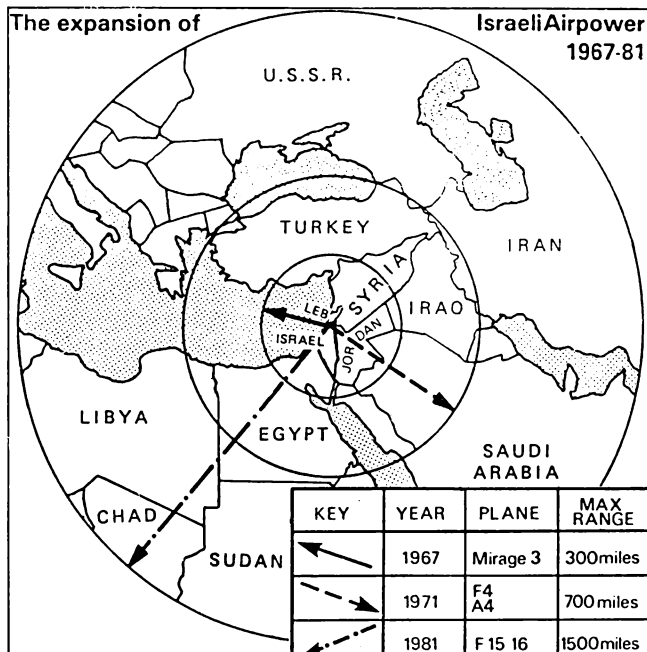 The expansion of Israeli Airpower
1967-81
U.S.S.R.
TURKEY
IRAN
SYRIA
LEB
IRAO
ISRAEL
JORDAN
LIBYA
EGYPT
SAUDI
ARABIA
CHAD
SUDAN
KEY YEAR PLANE MAX RANGE
1967 Mirage 3 300miles
1971 F4 A4 700miles
1981 F 15 16 1500miles